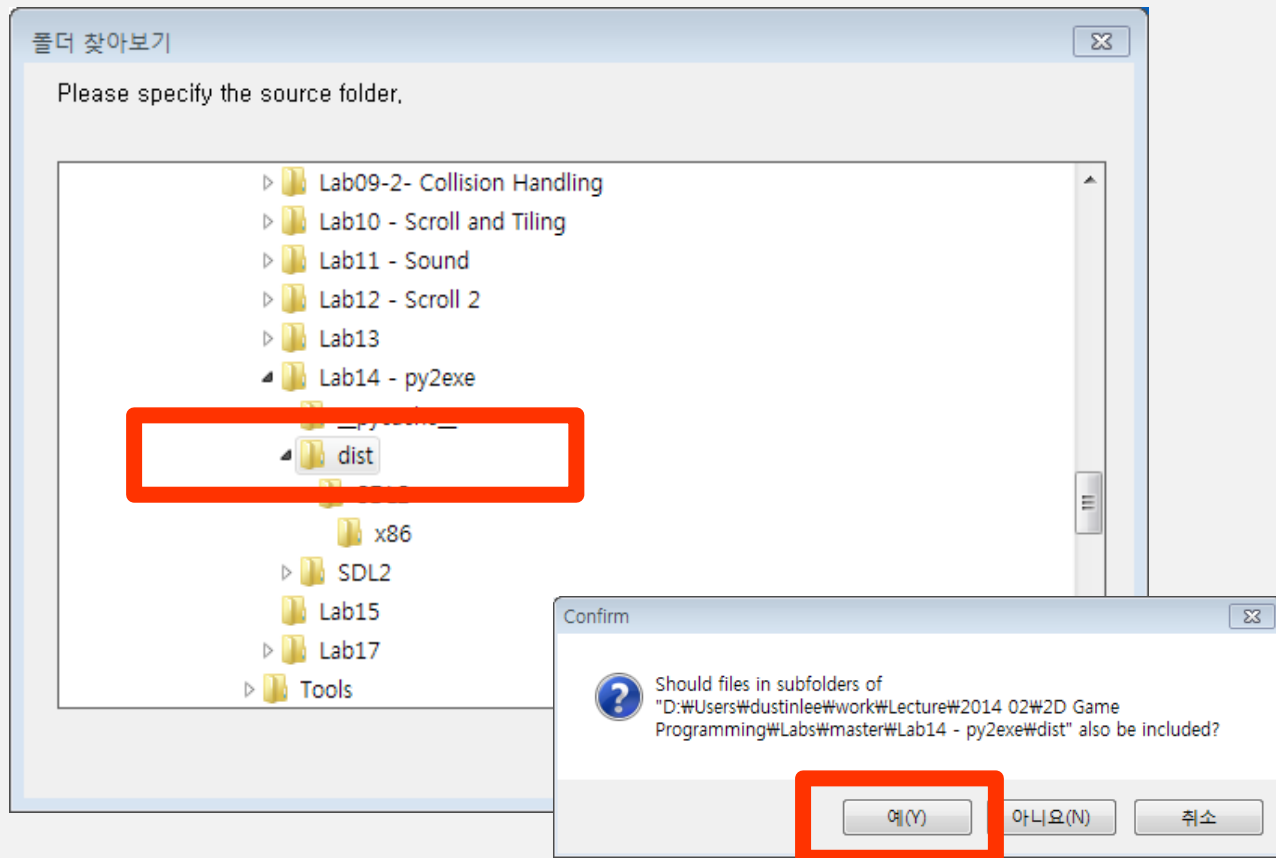 폴더 찾아보기
Please specify the source folder,
Lab09-2- Collision Handling
Lab10 - Scroll and Tiling
Lab11 - Sound
Lab12 - Scroll 2
Lab13
Lab14 - py2exe
dist
x86
SDL2
Lab15
Lab17
Tools
Confirm
Should files in subfolders of
"D:₩Users₩dustinlee₩work₩Lecture₩2014 02₩2D Game
Programming₩Labs₩master₩Lab14 - py2exe₩dist" also be included?
예(Y)
아니요(N)
취소